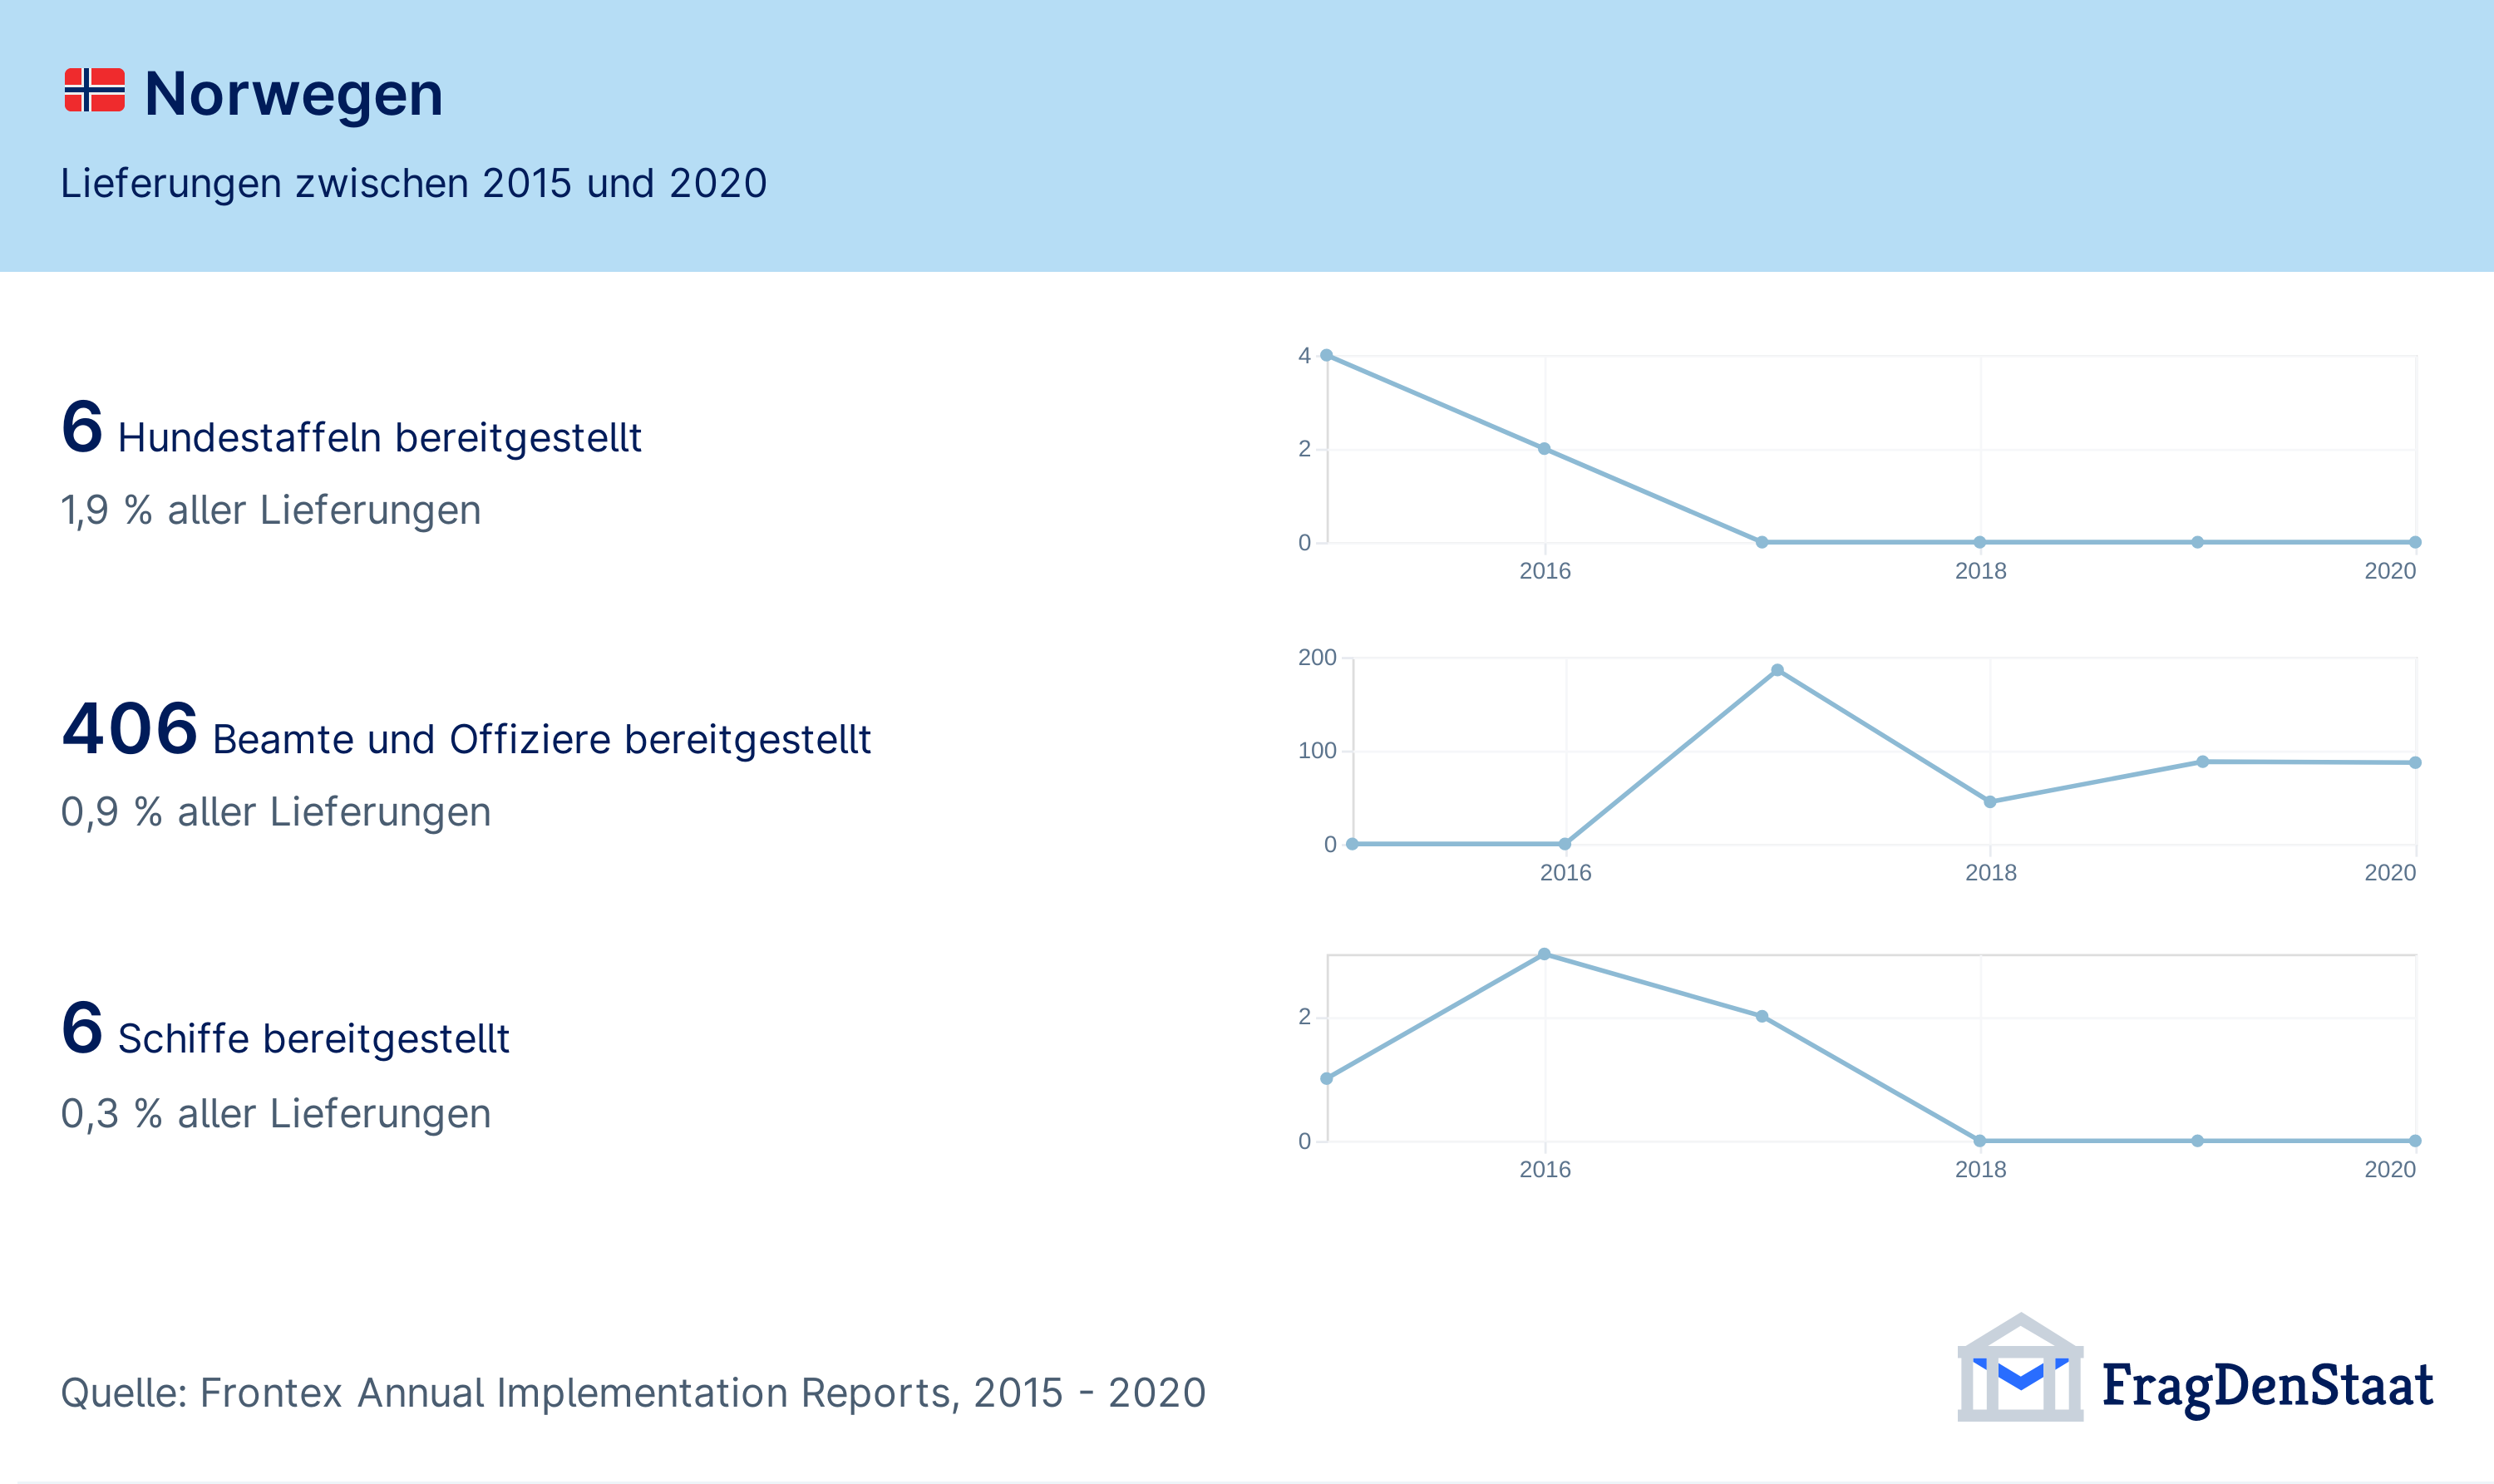 Norwegen
Lieferungen zwischen 2015 und 2020
6 Hundestaffeln bereitgestellt
1,9 % aller Lieferungen
4
2
0
2016 2018 2020
406 Beamte und Offiziere bereitgestellt
0,9 % aller Lieferungen
200
100
0
2016 2018 2020
6 Schiffe bereitgestellt
0,3 % aller Lieferungen
2
0
2016 2018 2020
Quelle: Frontex Annual Implementation Reports, 2015 - 2020
FragDenStaat